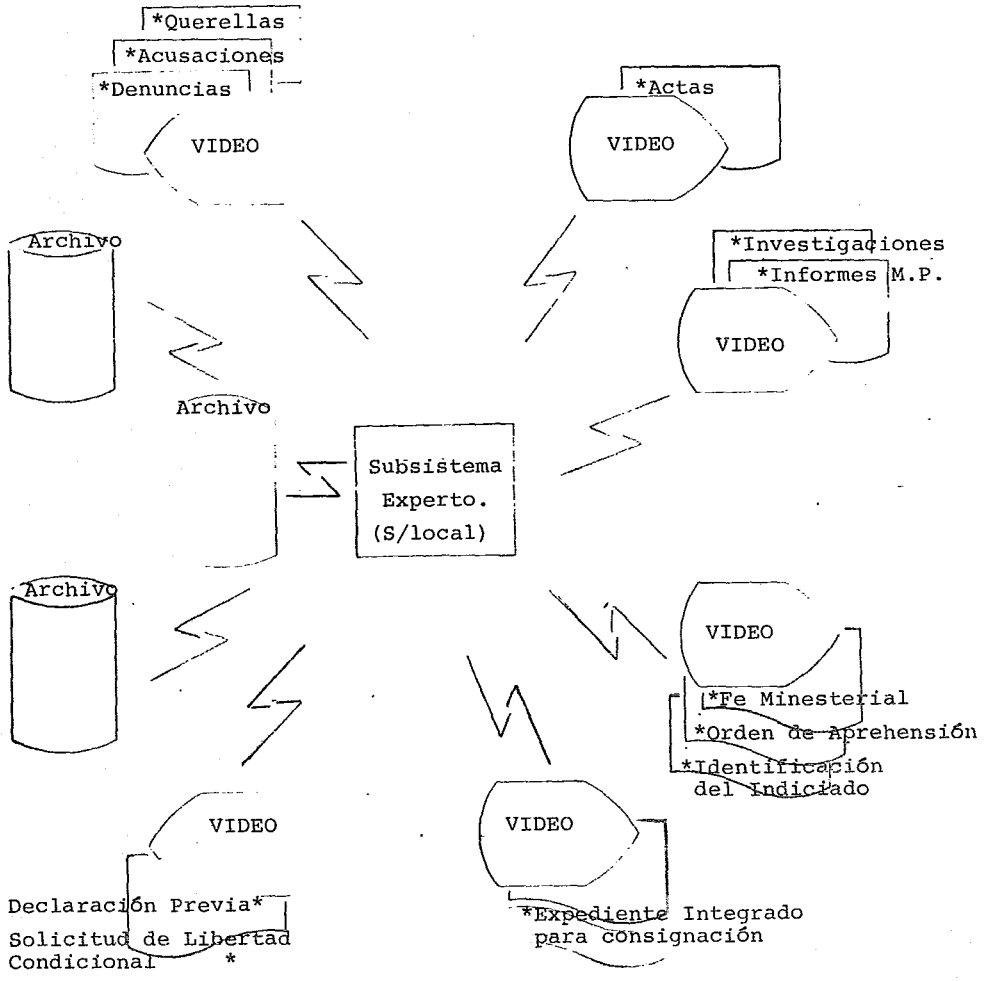 *Querellas
*Acusaciones
*Denuncias
VIDEO
*Actas
VIDEO
Archivo
*Investigaciones
*Informes M.P.
VIDEO
Archivo
Subsistema
Experto.
(S/local)
Archivo
VIDEO
*Fe Minesterial
*Orden de Aprehensión
*Identificación
del Indiciado
VIDEO
Declaración Previa*
Solicitud de Libertad
Condicional *
VIDEO
*Expediente Integrado
para consignación